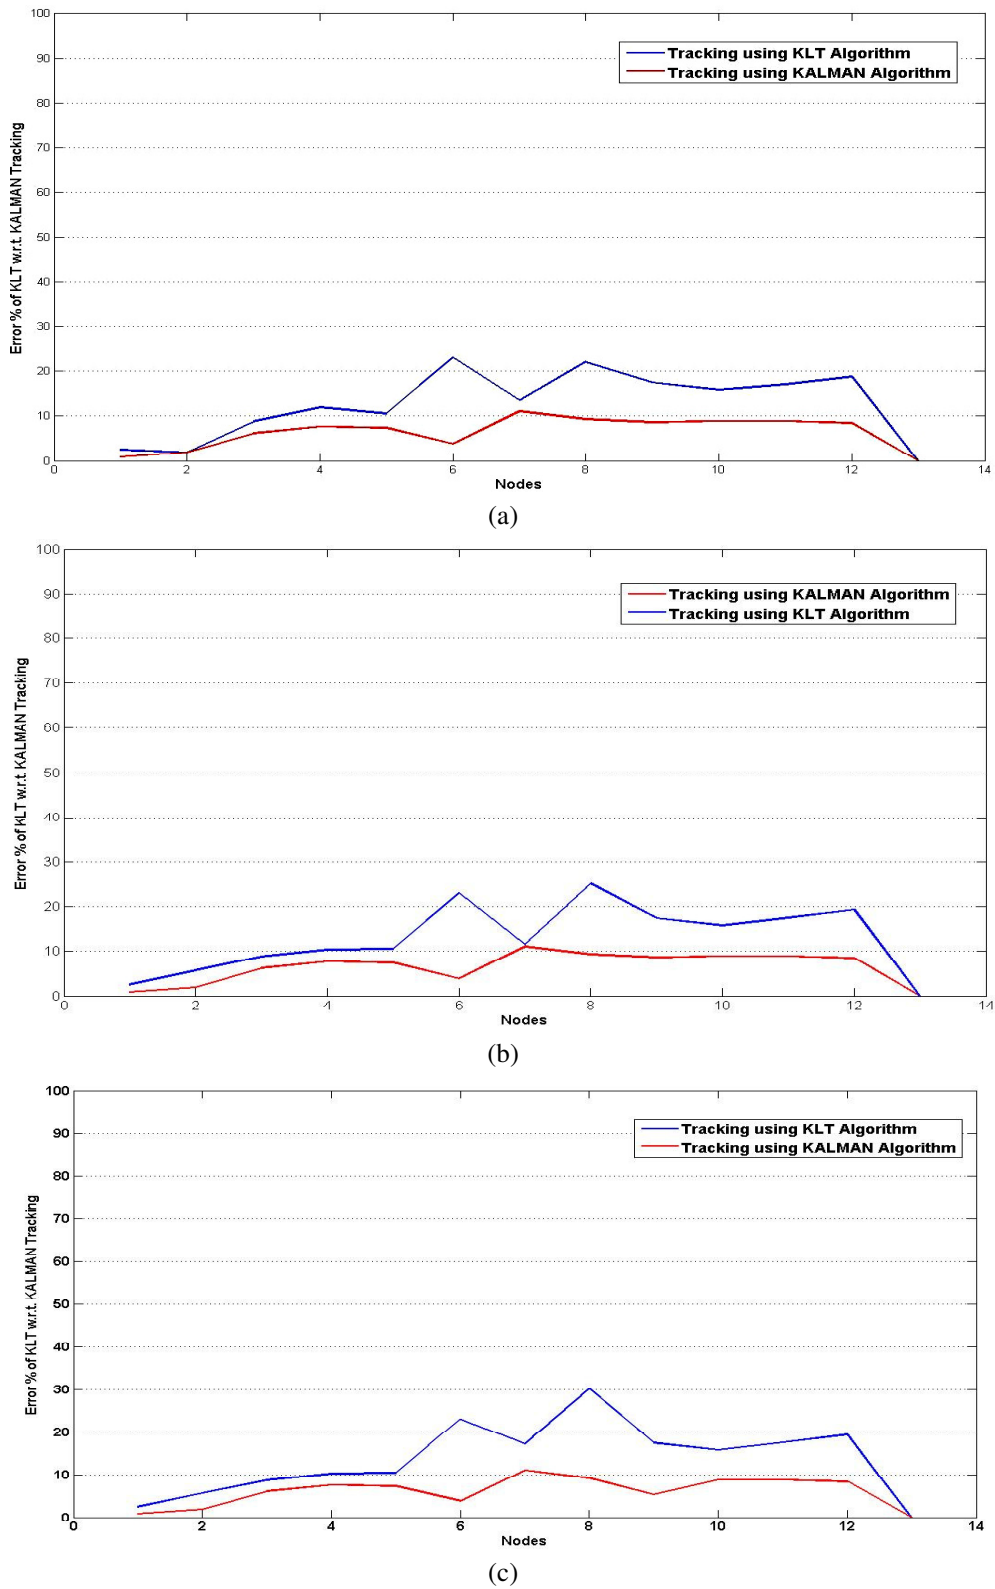 100
90
80
70
60
50
40
30
20
10
0
Error % of KLT w.r.t. KALMAN Tracking
Tracking using KLT Algorithm
Tracking using KALMAN Algorithm
0 2 4 6 8 10 12 14
Nodes
(a)
100
90
80
70
60
50
40
30
20
10
0
Error % of KLT w.r.t. KALMAN Tracking
Tracking using KALMAN Algorithm
Tracking using KLT Algorithm
0 2 4 6 8 10 12 14
Nodes
(b)
100
90
80
70
60
50
40
30
20
10
0
Error % of KLT w.r.t. KALMAN Tracking
Tracking using KLT Algorithm
Tracking using KALMAN Algorithm
0 2 4 6 8 10 12 14
Nodes
(c)